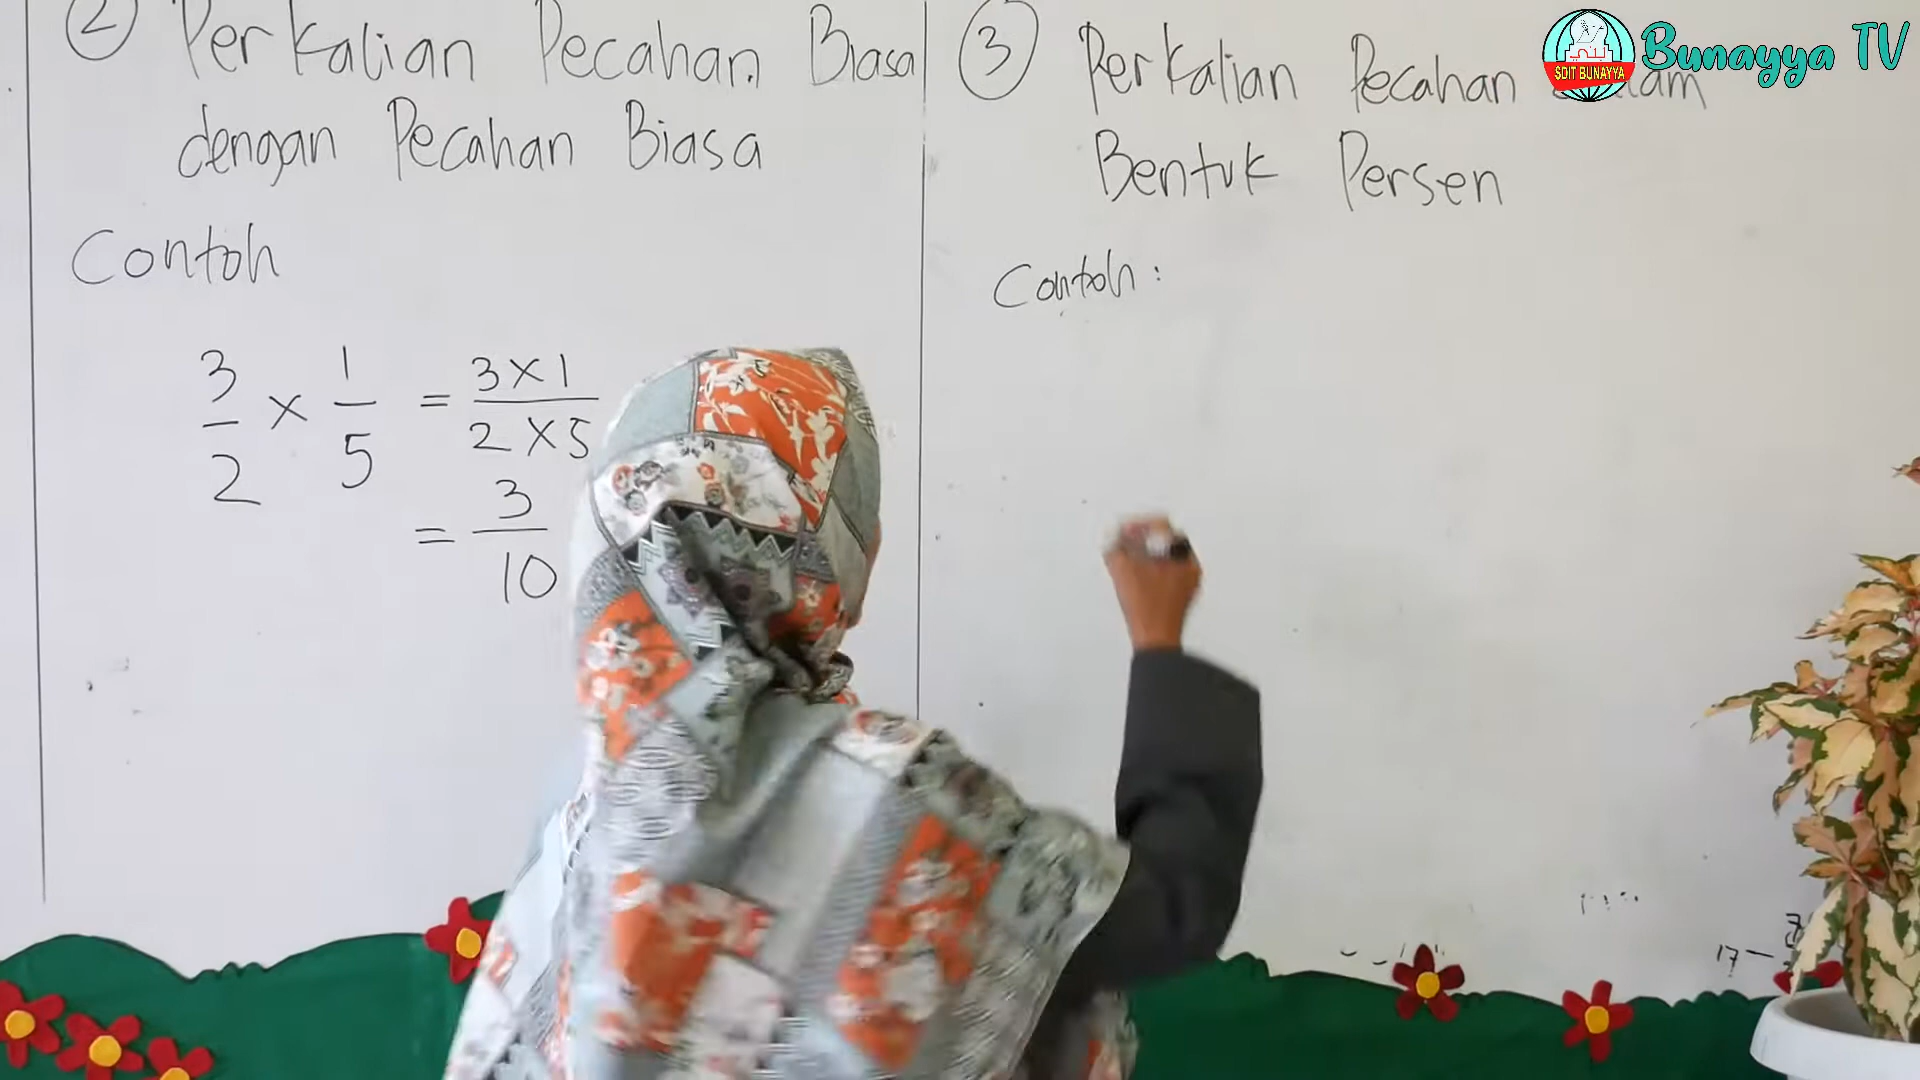 ② Perkalian Pecahan Biasa
dengan Pecahan Biasa
Contoh
3/2 × 1/5 = 3×1/2×5
= 3/10
③ Perkalian Pecahan
Bentuk Persen
Contoh :
17 –
SDIT BUNAYYA
Bunayya TV